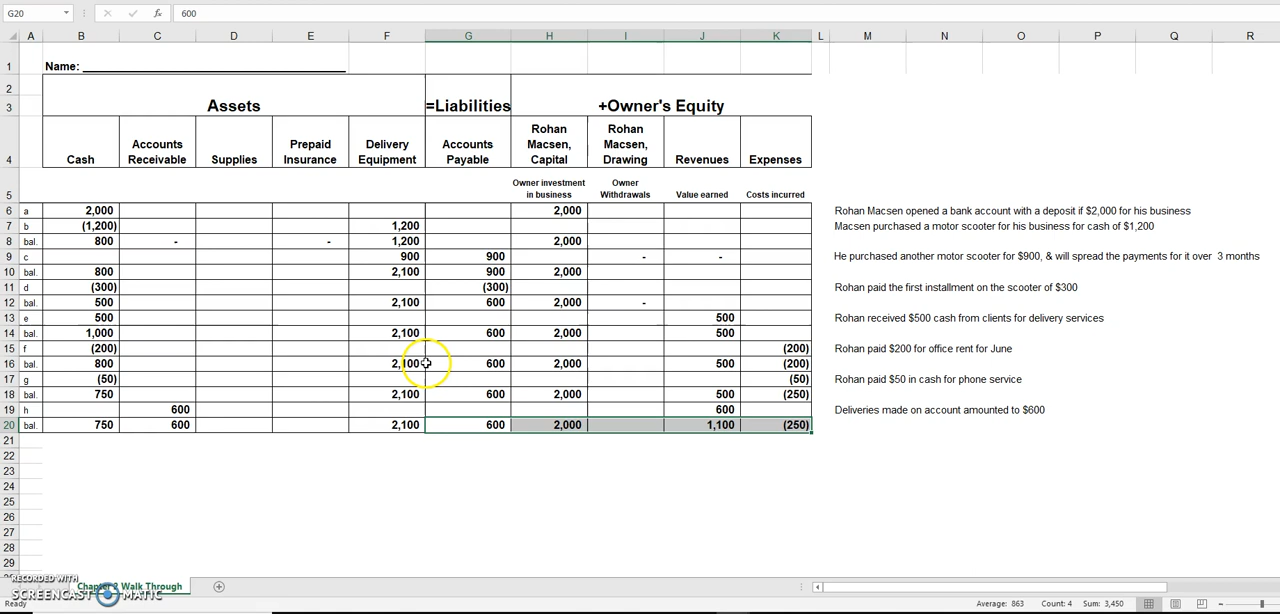 G20 600
A B C D E F G H I J K L M N O P Q R
1 Name:
2
3 Assets =Liabilities +Owner's Equity
4 Cash Accounts Receivable Supplies Prepaid Insurance Delivery Equipment Accounts Payable Rohan Macsen, Capital Rohan Macsen, Drawing Revenues Expenses
5 Owner investment in business Owner Withdrawals Value earned Costs incurred
6 a 2,000 2,000 Rohan Macsen opened a bank account with a deposit if $2,000 for his business
7 b (1,200) 1,200 Macsen purchased a motor scooter for his business for cash of $1,200
8 bal. 800 - - 1,200 2,000
9 c 900 900 - - He purchased another motor scooter for $900, & will spread the payments for it over 3 months
10 bal. 800 2,100 900 2,000
11 d (300) (300) Rohan paid the first installment on the scooter of $300
12 bal. 500 2,100 600 2,000 -
13 e 500 500 Rohan received $500 cash from clients for delivery services
14 bal. 1,000 2,100 600 2,000 500
15 f (200) (200) Rohan paid $200 for office rent for June
16 bal. 800 2,100 600 2,000 500 (200)
17 g (50) (50) Rohan paid $50 in cash for phone service
18 bal. 750 2,100 600 2,000 500 (250)
19 h 600 600 Deliveries made on account amounted to $600
20 bal. 750 600 2,100 600 2,000 1,100 (250)
21
22
23
24
25
26
27
28
29
RECORDED WITH
SCREENCAST MATIC
Chapter 2 Walk Through
Ready Average: 863 Count: 4 Sum: 3,450